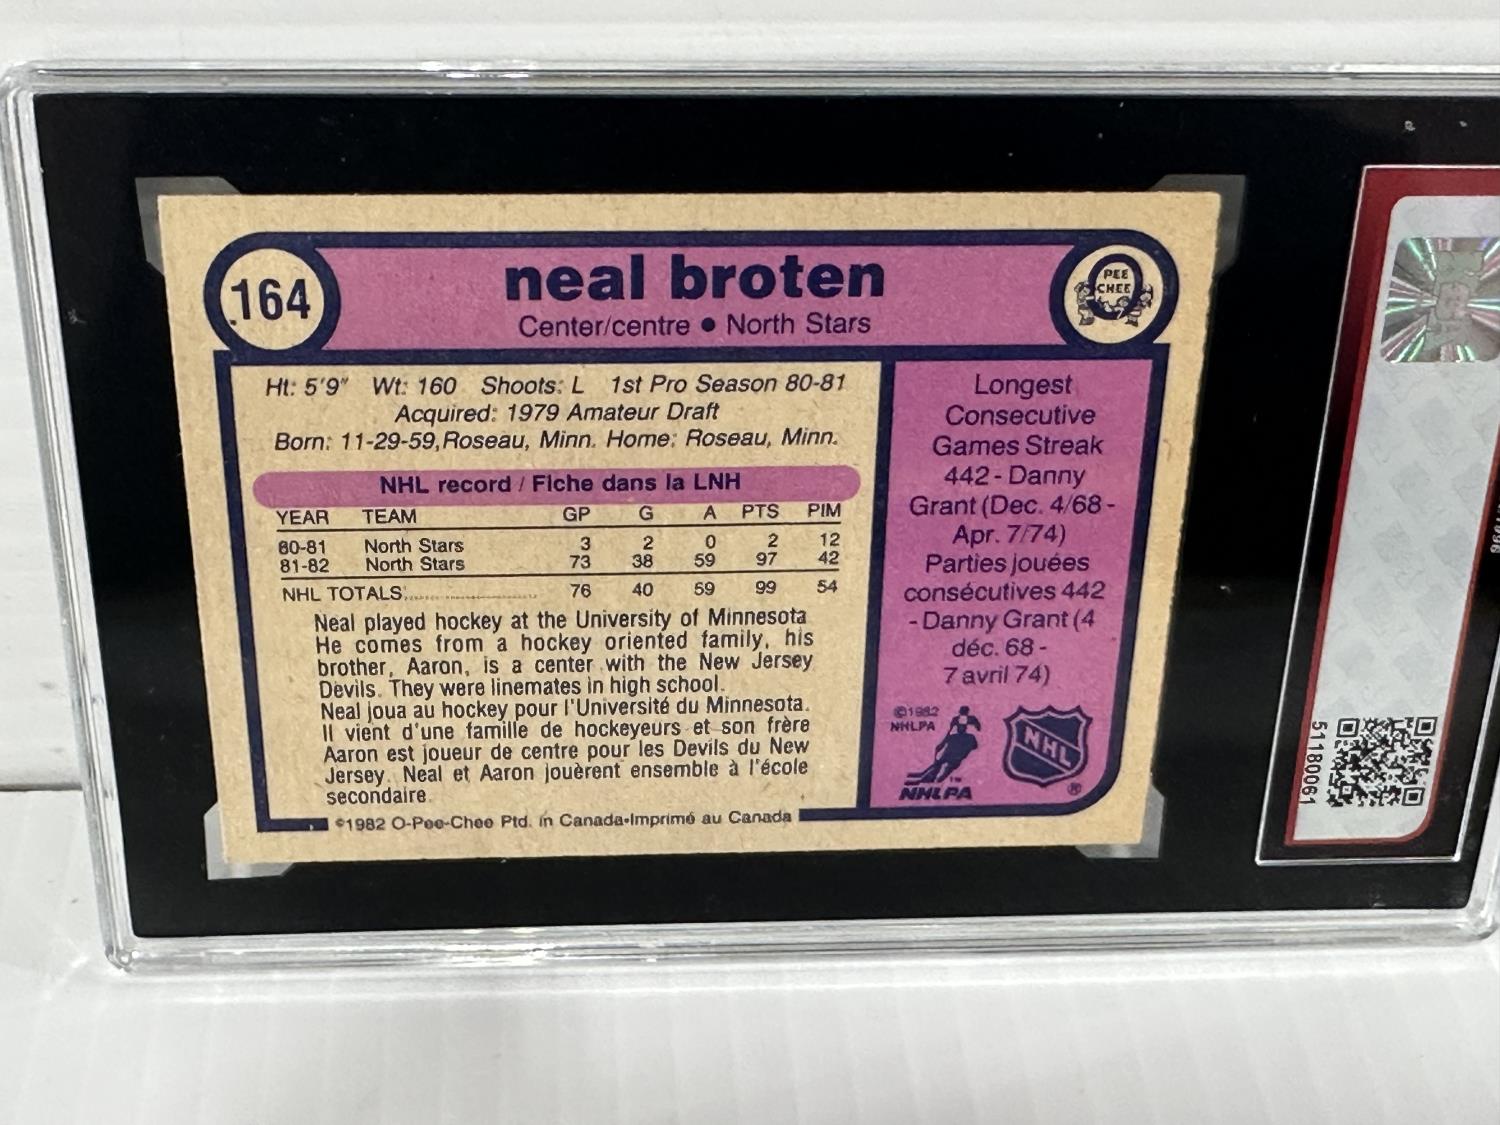 164
neal broten
Center/centre • North Stars
PEE
CHEE
Ht: 5'9" Wt: 160 Shoots: L 1st Pro Season 80-81
Acquired: 1979 Amateur Draft
Born: 11-29-59, Roseau, Minn. Home: Roseau, Minn.
NHL record / Fiche dans la LNH
YEAR TEAM GP G A PTS PIM
80-81 North Stars 3 2 0 2 12
81-82 North Stars 73 38 59 97 42
NHL TOTALS 76 40 59 99 54
Neal played hockey at the University of Minnesota
He comes from a hockey oriented family, his
brother, Aaron, is a center with the New Jersey
Devils. They were linemates in high school.
Neal joua au hockey pour l'Université du Minnesota.
Il vient d'une famille de hockeyeurs et son frère
Aaron est joueur de centre pour les Devils du New
Jersey. Neal et Aaron jouèrent ensemble à l'école
secondaire.
©1982 O-Pee-Chee Ptd. in Canada•Imprimé au Canada
Longest
Consecutive
Games Streak
442 - Danny
Grant (Dec. 4/68 -
Apr. 7/74)
Parties jouées
consécutives 442
- Danny Grant (4
déc. 68 -
7 avril 74)
©1982
NHLPA
NHLPA
™
NHL
®
51180061